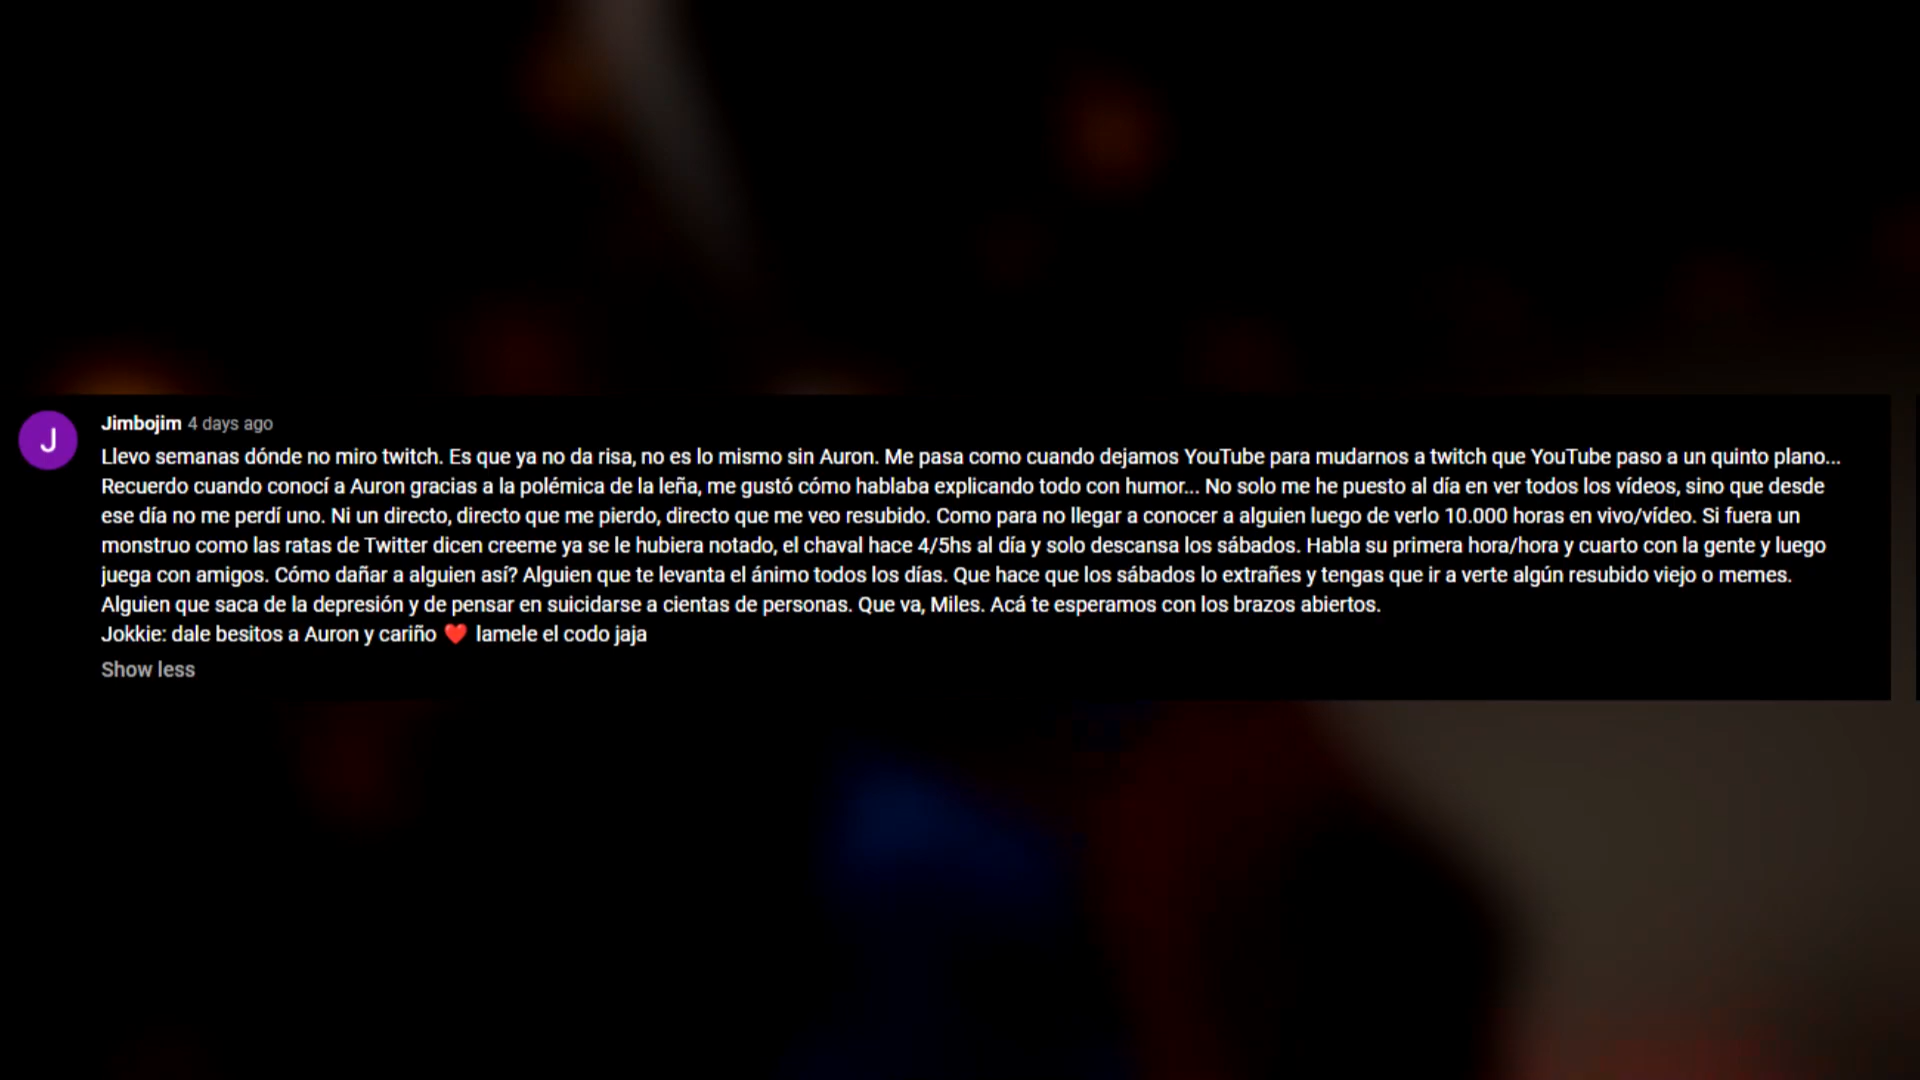 J
Jimbojim 4 days ago
Llevo semanas dónde no miro twitch. Es que ya no da risa, no es lo mismo sin Auron. Me pasa como cuando dejamos YouTube para mudarnos a twitch que YouTube paso a un quinto plano...
Recuerdo cuando conocí a Auron gracias a la polémica de la leña, me gustó cómo hablaba explicando todo con humor... No solo me he puesto al día en ver todos los vídeos, sino que desde
ese día no me perdí uno. Ni un directo, directo que me pierdo, directo que me veo resubido. Como para no llegar a conocer a alguien luego de verlo 10.000 horas en vivo/vídeo. Si fuera un
monstruo como las ratas de Twitter dicen creeme ya se le hubiera notado, el chaval hace 4/5hs al día y solo descansa los sábados. Habla su primera hora/hora y cuarto con la gente y luego
juega con amigos. Cómo dañar a alguien así? Alguien que te levanta el ánimo todos los días. Que hace que los sábados lo extrañes y tengas que ir a verte algún resubido viejo o memes.
Alguien que saca de la depresión y de pensar en suicidarse a cientas de personas. Que va, Miles. Acá te esperamos con los brazos abiertos.
Jokkie: dale besitos a Auron y cariño ❤️ lamele el codo jaja
Show less